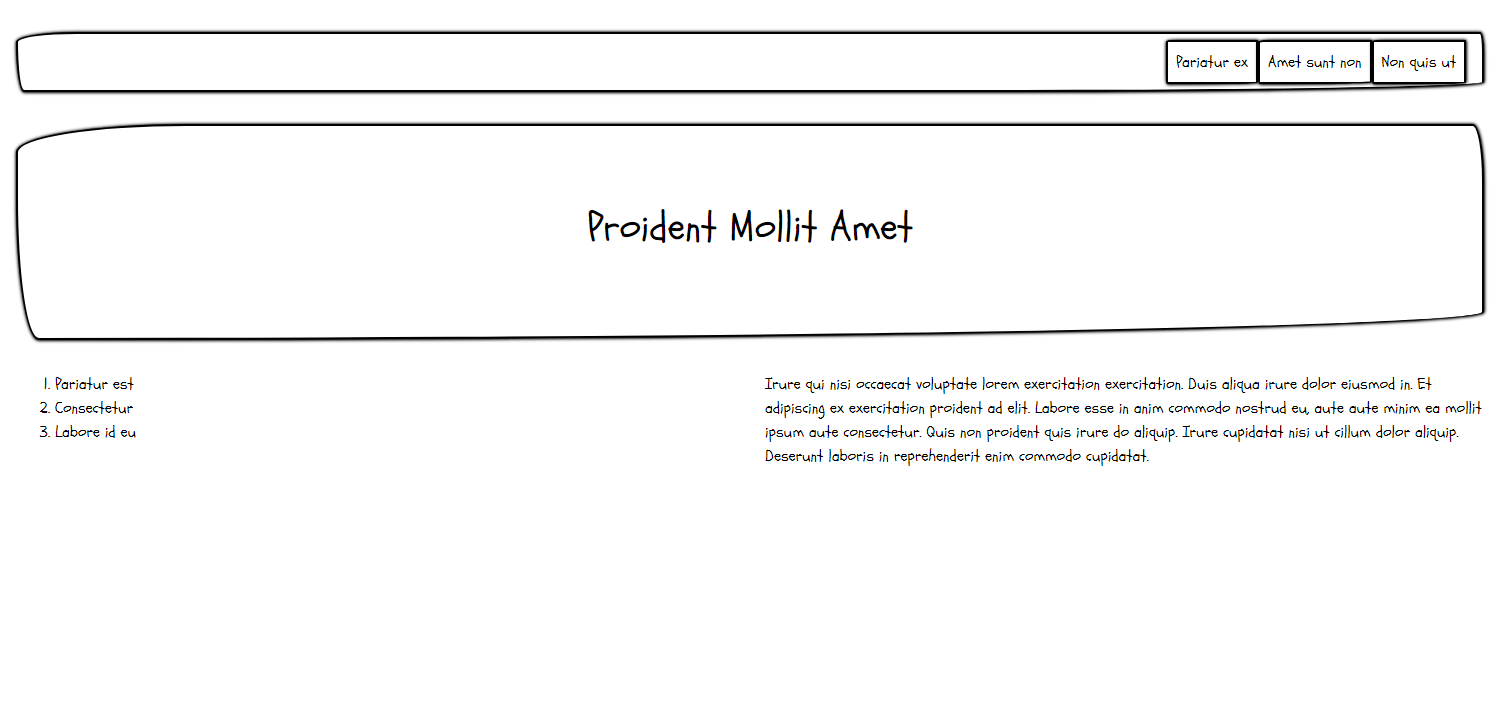 Pariatur ex Amet sunt non Non quis ut
Proident Mollit Amet
1. Pariatur est
2. Consectetur
3. Labore id eu
Irure qui nisi occaecat voluptate lorem exercitation exercitation. Duis aliqua irure dolor eiusmod in. Et
adipiscing ex exercitation proident ad elit. Labore esse in anim commodo nostrud eu, aute aute minim ea mollit
ipsum aute consectetur. Quis non proident quis irure do aliquip. Irure cupidatat nisi ut cillum dolor aliquip.
Deserunt laboris in reprehenderit enim commodo cupidatat.